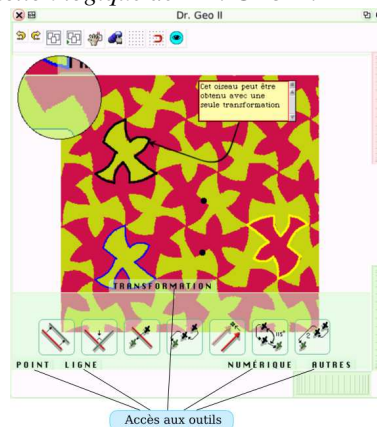 Dr. Geo II
Cet oiseau peut être
obtenu avec une
seule transformation
TRANSFORMATION
POINT LIGNE NUMÉRIQUE AUTRES
Accès aux outils